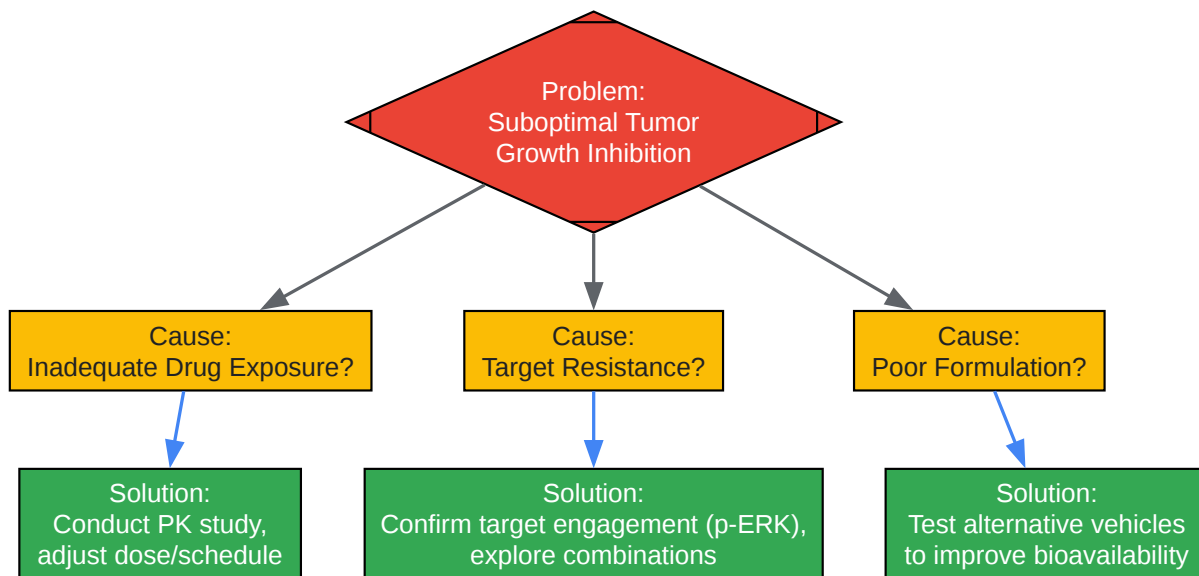 Problem:
Suboptimal Tumor
Growth Inhibition
Cause:
Inadequate Drug Exposure?
Cause:
Target Resistance?
Cause:
Poor Formulation?
Solution:
Conduct PK study,
adjust dose/schedule
Solution:
Confirm target engagement (p-ERK),
explore combinations
Solution:
Test alternative vehicles
to improve bioavailability